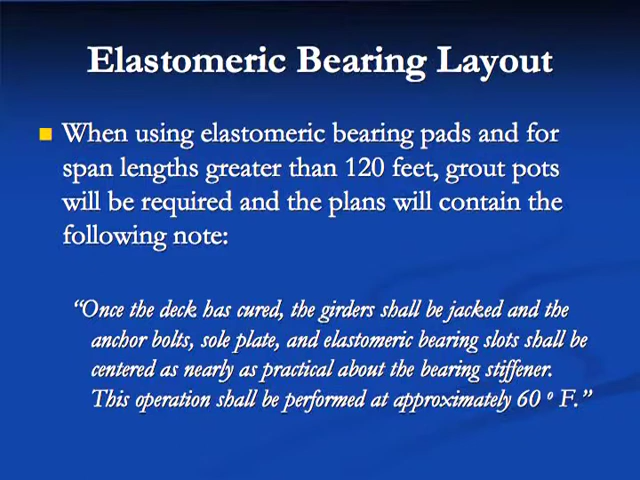 Elastomeric Bearing Layout
When using elastomeric bearing pads and for
span lengths greater than 120 feet, grout pots
will be required and the plans will contain the
following note:
“Once the deck has cured, the girders shall be jacked and the
anchor bolts, sole plate, and elastomeric bearing slots shall be
centered as nearly as practical about the bearing stiffener.
This operation shall be performed at approximately 60 º F.”